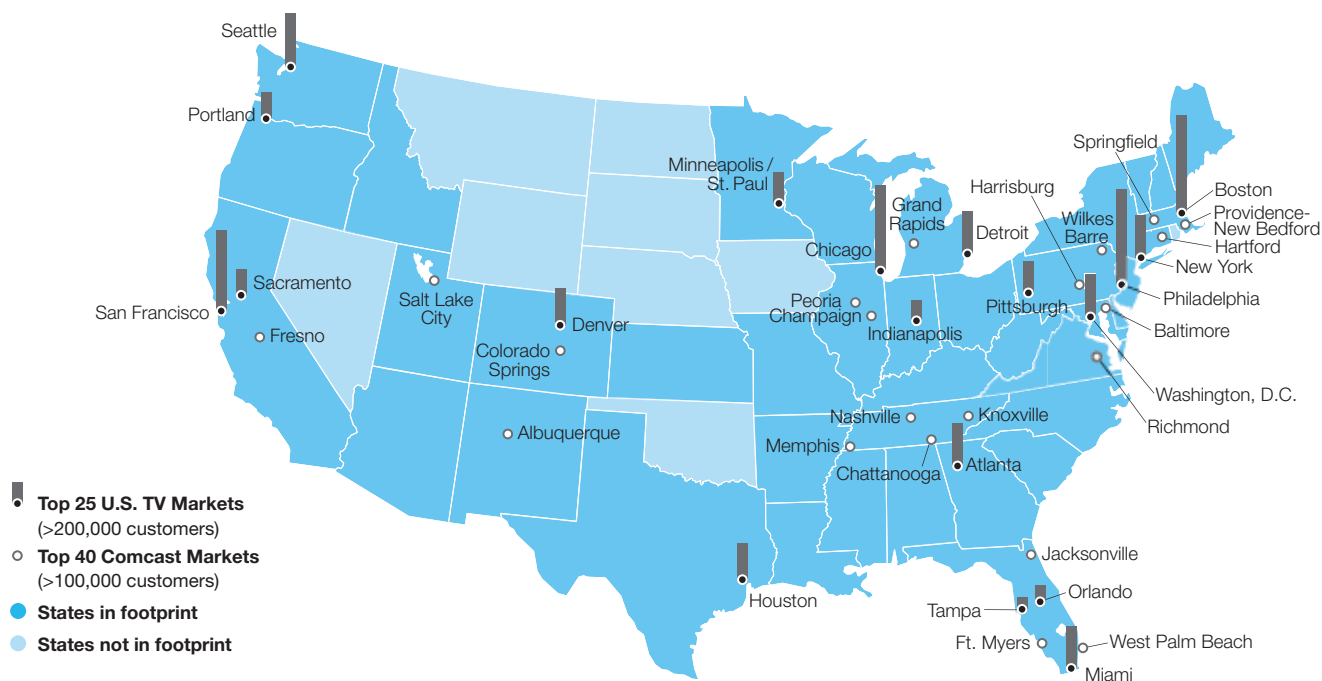 Seattle
Portland
Minneapolis /
St. Paul
Springfield
Harrisburg
Boston
Grand
Rapids
Wilkes
Barre
Providence-
New Bedford
Chicago
Detroit
Hartford
New York
Sacramento
Salt Lake
City
Peoria
Champaign
Pittsburgh
Philadelphia
San Francisco
Denver
Indianapolis
Baltimore
Fresno
Colorado
Springs
Washington, D.C.
Nashville
Knoxville
Richmond
Albuquerque
Memphis
Chattanooga
Atlanta
Top 25 U.S. TV Markets
(>200,000 customers)
Top 40 Comcast Markets
(>100,000 customers)
States in footprint
States not in footprint
Jacksonville
Houston
Orlando
Tampa
Ft. Myers
West Palm Beach
Miami